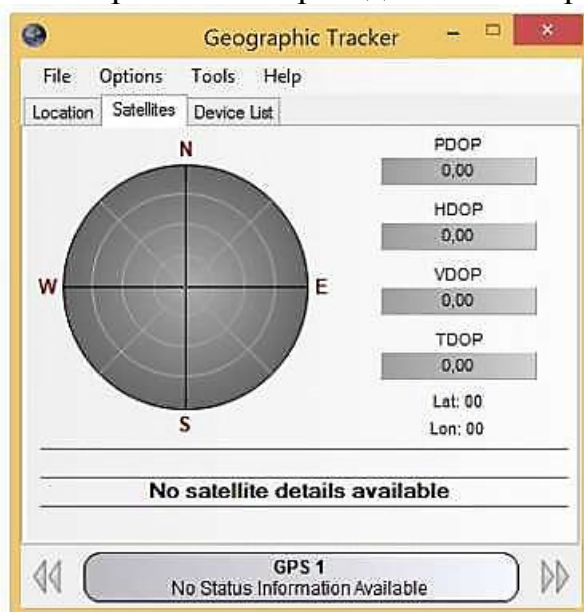 Geographic Tracker
File Options Tools Help
Location Satellites Device List
N
W
E
S
PDOP
0,00
HDOP
0,00
VDOP
0,00
TDOP
0,00
Lat: 00
Lon: 00
No satellite details available
GPS 1
No Status Information Available